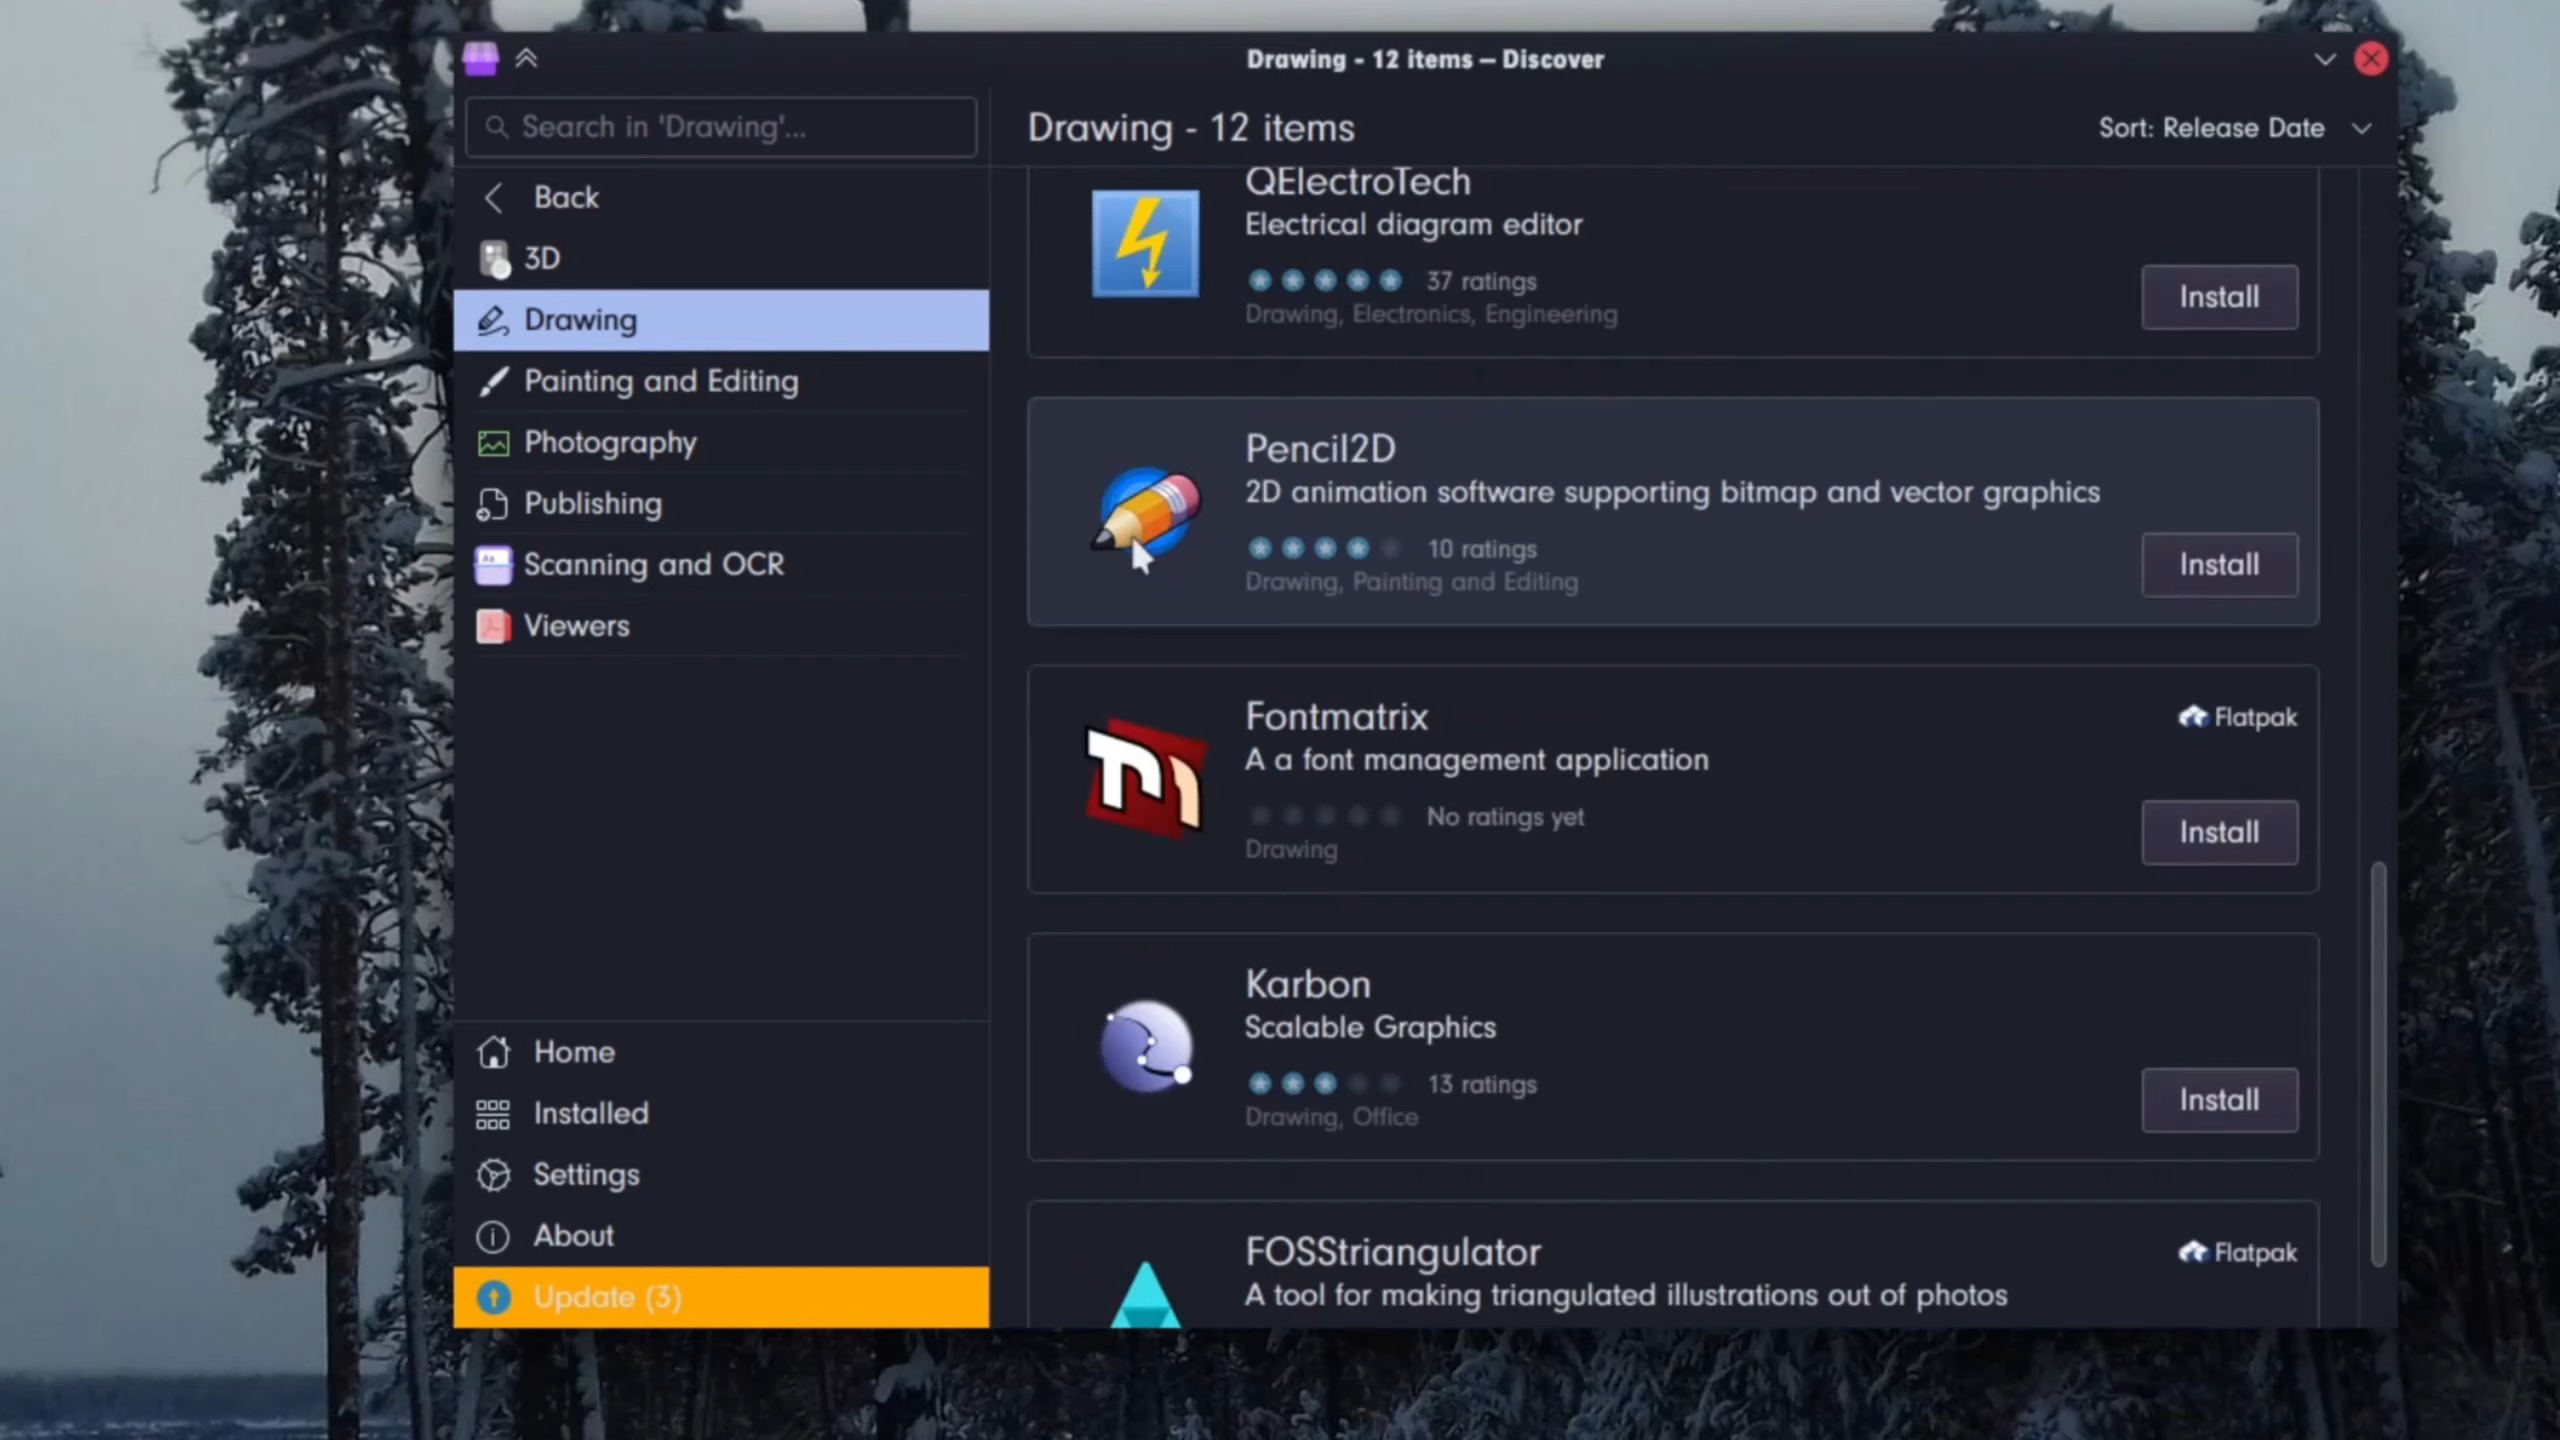 Drawing - 12 items – Discover
Search in 'Drawing'...
Drawing - 12 items
Sort: Release Date
Back
3D
Drawing
Painting and Editing
Photography
Publishing
Scanning and OCR
Viewers
Home
Installed
Settings
About
Update (3)
QElectroTech
Electrical diagram editor
37 ratings
Drawing, Electronics, Engineering
Install
Pencil2D
2D animation software supporting bitmap and vector graphics
10 ratings
Drawing, Painting and Editing
Install
Fontmatrix
Flatpak
A a font management application
No ratings yet
Drawing
Install
Karbon
Scalable Graphics
13 ratings
Drawing, Office
Install
FOSStriangulator
Flatpak
A tool for making triangulated illustrations out of photos